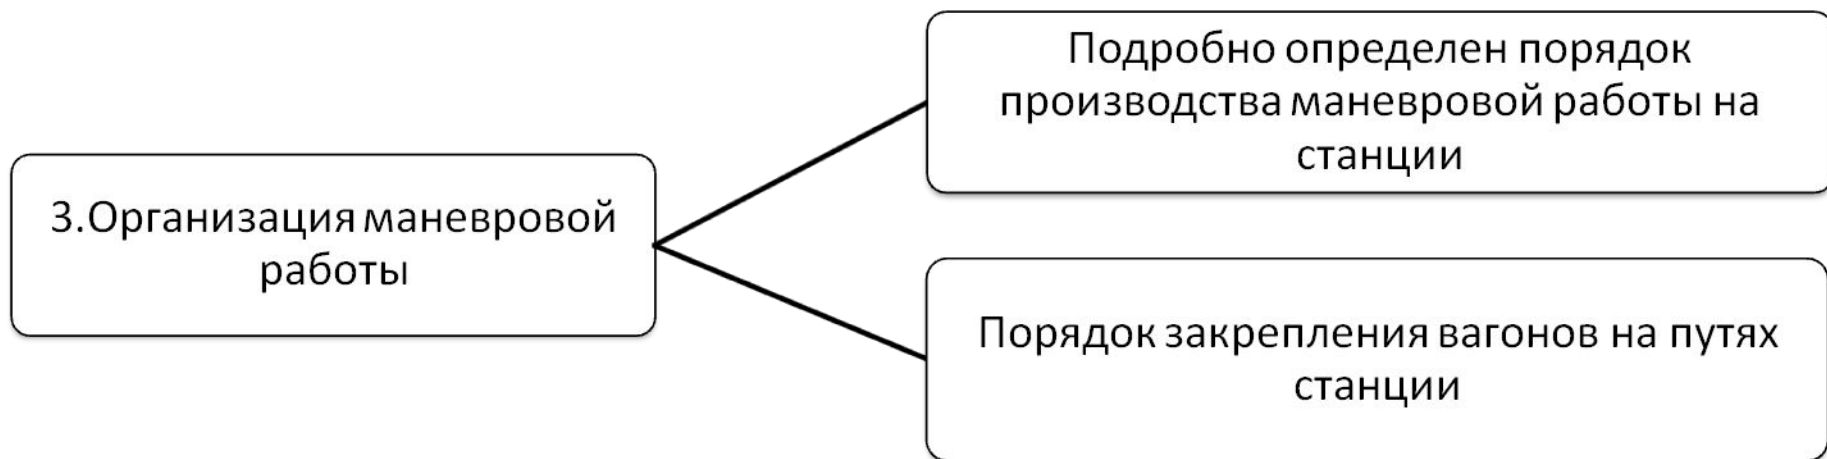 3.Организация маневровой
работы
Подробно определен порядок
производства маневровой работы на
станции
Порядок закрепления вагонов на путях
станции